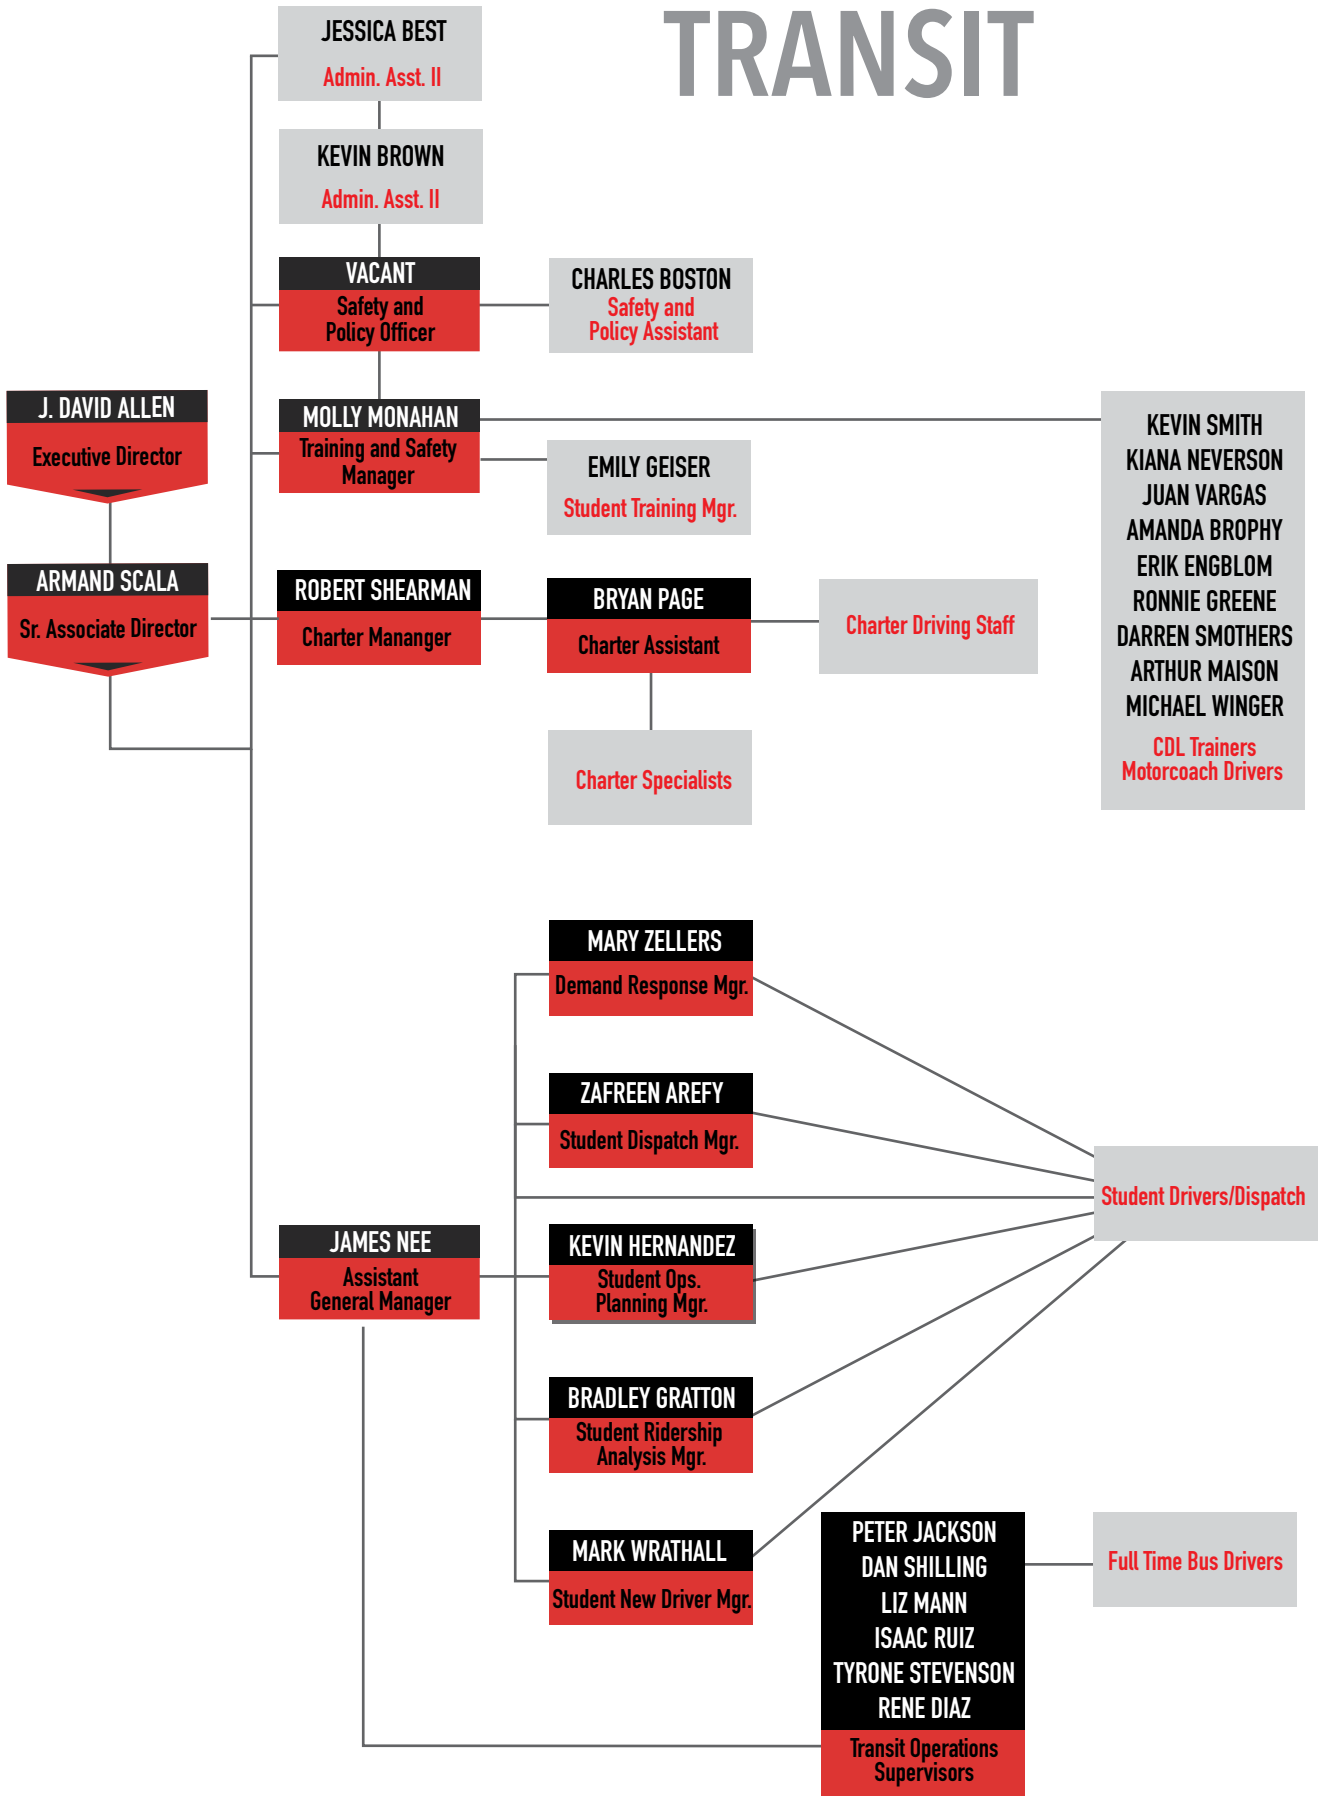 TRANSIT
JESSICA BEST
Admin. Asst. II
KEVIN BROWN
Admin. Asst. II
VACANT
Safety and
Policy Officer
CHARLES BOSTON
Safety and
Policy Assistant
J. DAVID ALLEN
Executive Director
MOLLY MONAHAN
Training and Safety
Manager
EMILY GEISER
Student Training Mgr.
KEVIN SMITH
KIANA NEVERSON
JUAN VARGAS
AMANDA BROPHY
ERIK ENGBLOM
RONNIE GREENE
DARREN SMOTHERS
ARTHUR MAISON
MICHAEL WINGER
CDL Trainers
Motorcoach Drivers
ARMAND SCALA
Sr. Associate Director
ROBERT SHEARMAN
Charter Mananger
BRYAN PAGE
Charter Assistant
Charter Driving Staff
Charter Specialists
MARY ZELLERS
Demand Response Mgr.
ZAFREEN AREFY
Student Dispatch Mgr.
Student Drivers/Dispatch
JAMES NEE
Assistant
General Manager
KEVIN HERNANDEZ
Student Ops.
Planning Mgr.
BRADLEY GRATTON
Student Ridership
Analysis Mgr.
MARK WRATHALL
Student New Driver Mgr.
PETER JACKSON
DAN SHILLING
LIZ MANN
ISAAC RUIZ
TYRONE STEVENSON
RENE DIAZ
Transit Operations
Supervisors
Full Time Bus Drivers